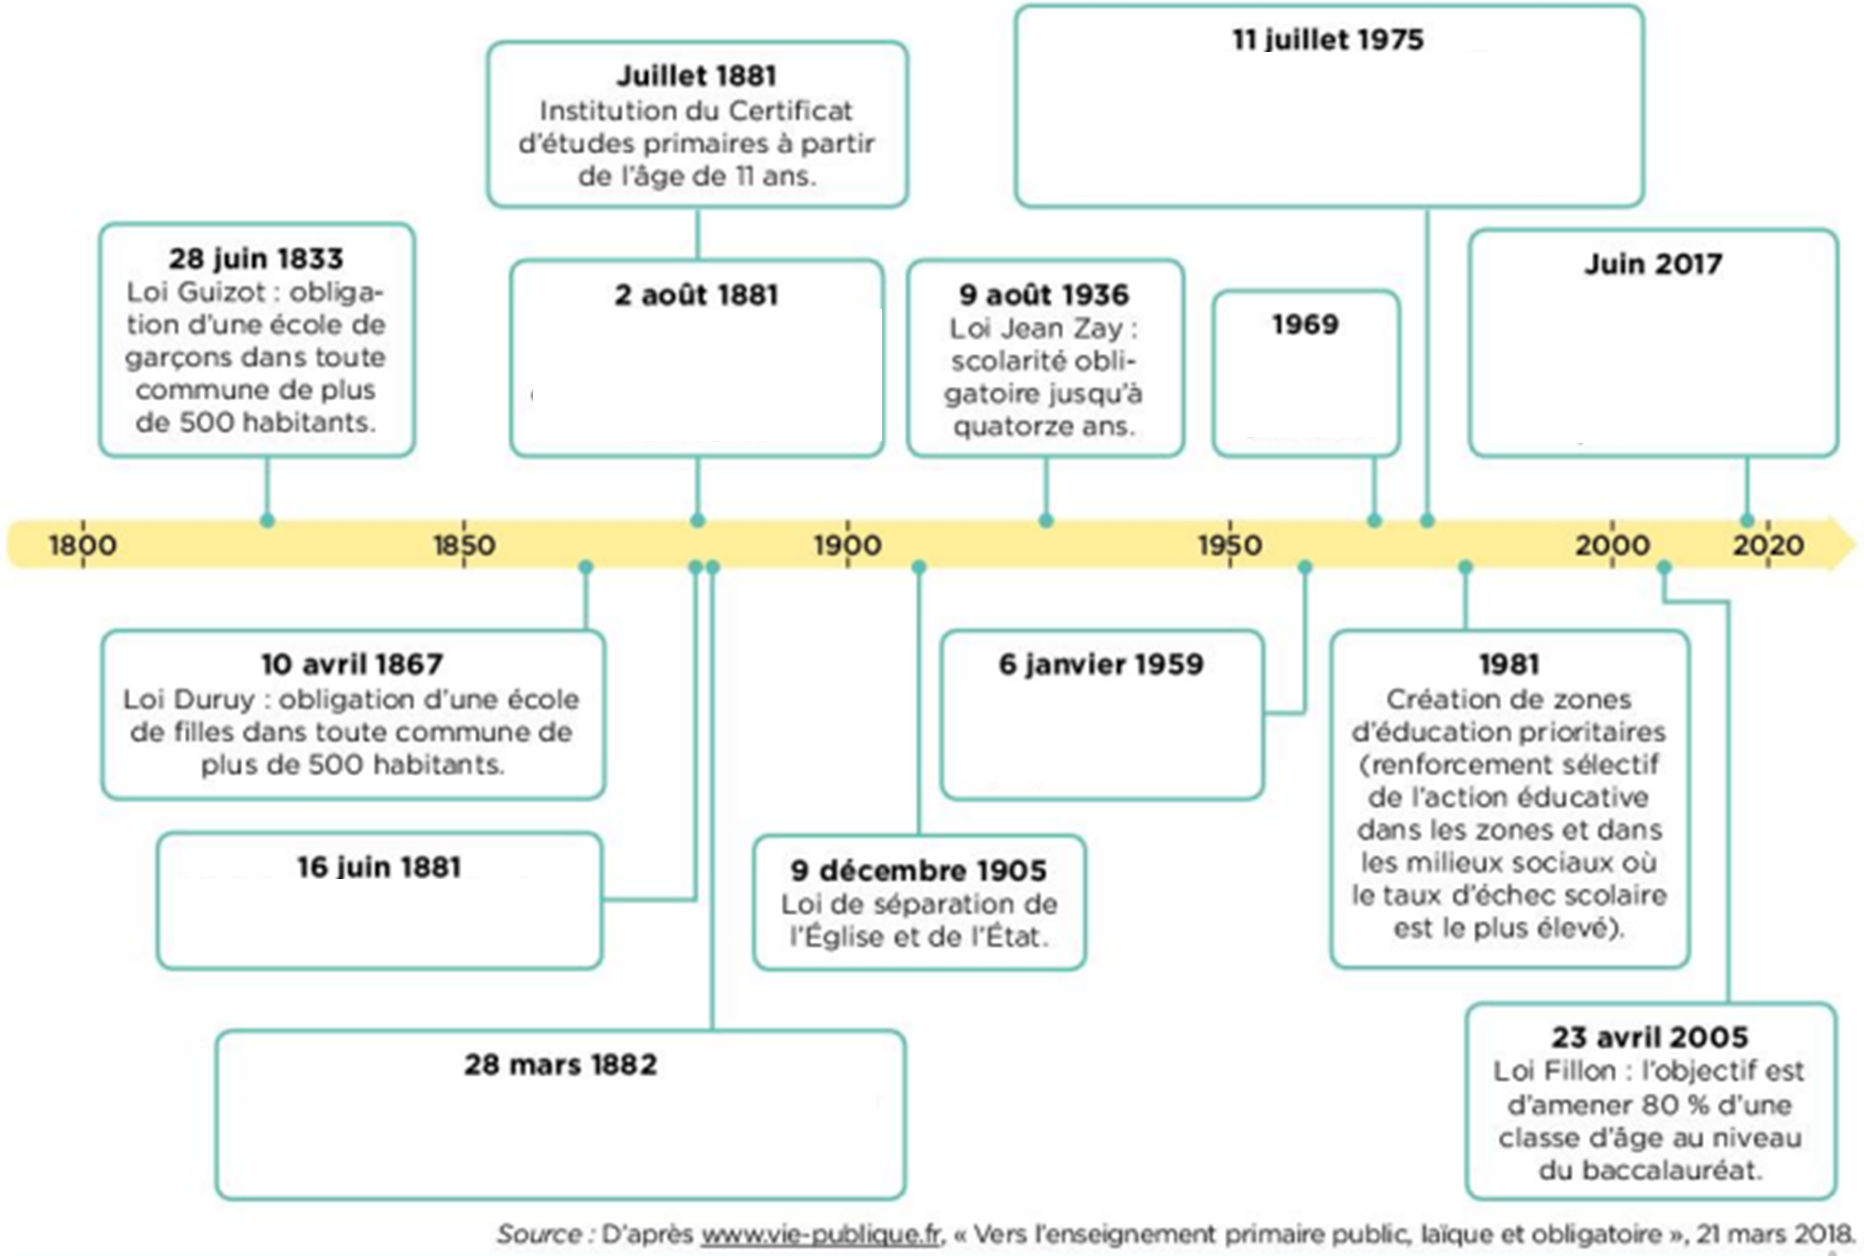 11 juillet 1975
Juillet 1881
Institution du Certificat
d'études primaires à partir
de l'âge de 11 ans.
28 juin 1833
Loi Guizot : obliga-
tion d'une école de
garçons dans toute
commune de plus
de 500 habitants.
2 août 1881
9 août 1936
Loi Jean Zay :
scolarité obli-
gatoire jusqu'à
quatorze ans.
1969
Juin 2017
1800 1850 1900 1950 2000 2020
10 avril 1867
Loi Duruy : obligation d'une école
de filles dans toute commune de
plus de 500 habitants.
6 janvier 1959
1981
Création de zones
d'éducation prioritaires
(renforcement sélectif
de l'action éducative
dans les zones et dans
les milieux sociaux où
le taux d'échec scolaire
est le plus élevé).
16 juin 1881
9 décembre 1905
Loi de séparation de
l'Église et de l'État.
28 mars 1882
23 avril 2005
Loi Fillon : l'objectif est
d'amener 80 % d'une
classe d'âge au niveau
du baccalauréat.
Source : D'après www.vie-publique.fr, « Vers l'enseignement primaire public, laïque et obligatoire », 21 mars 2018.